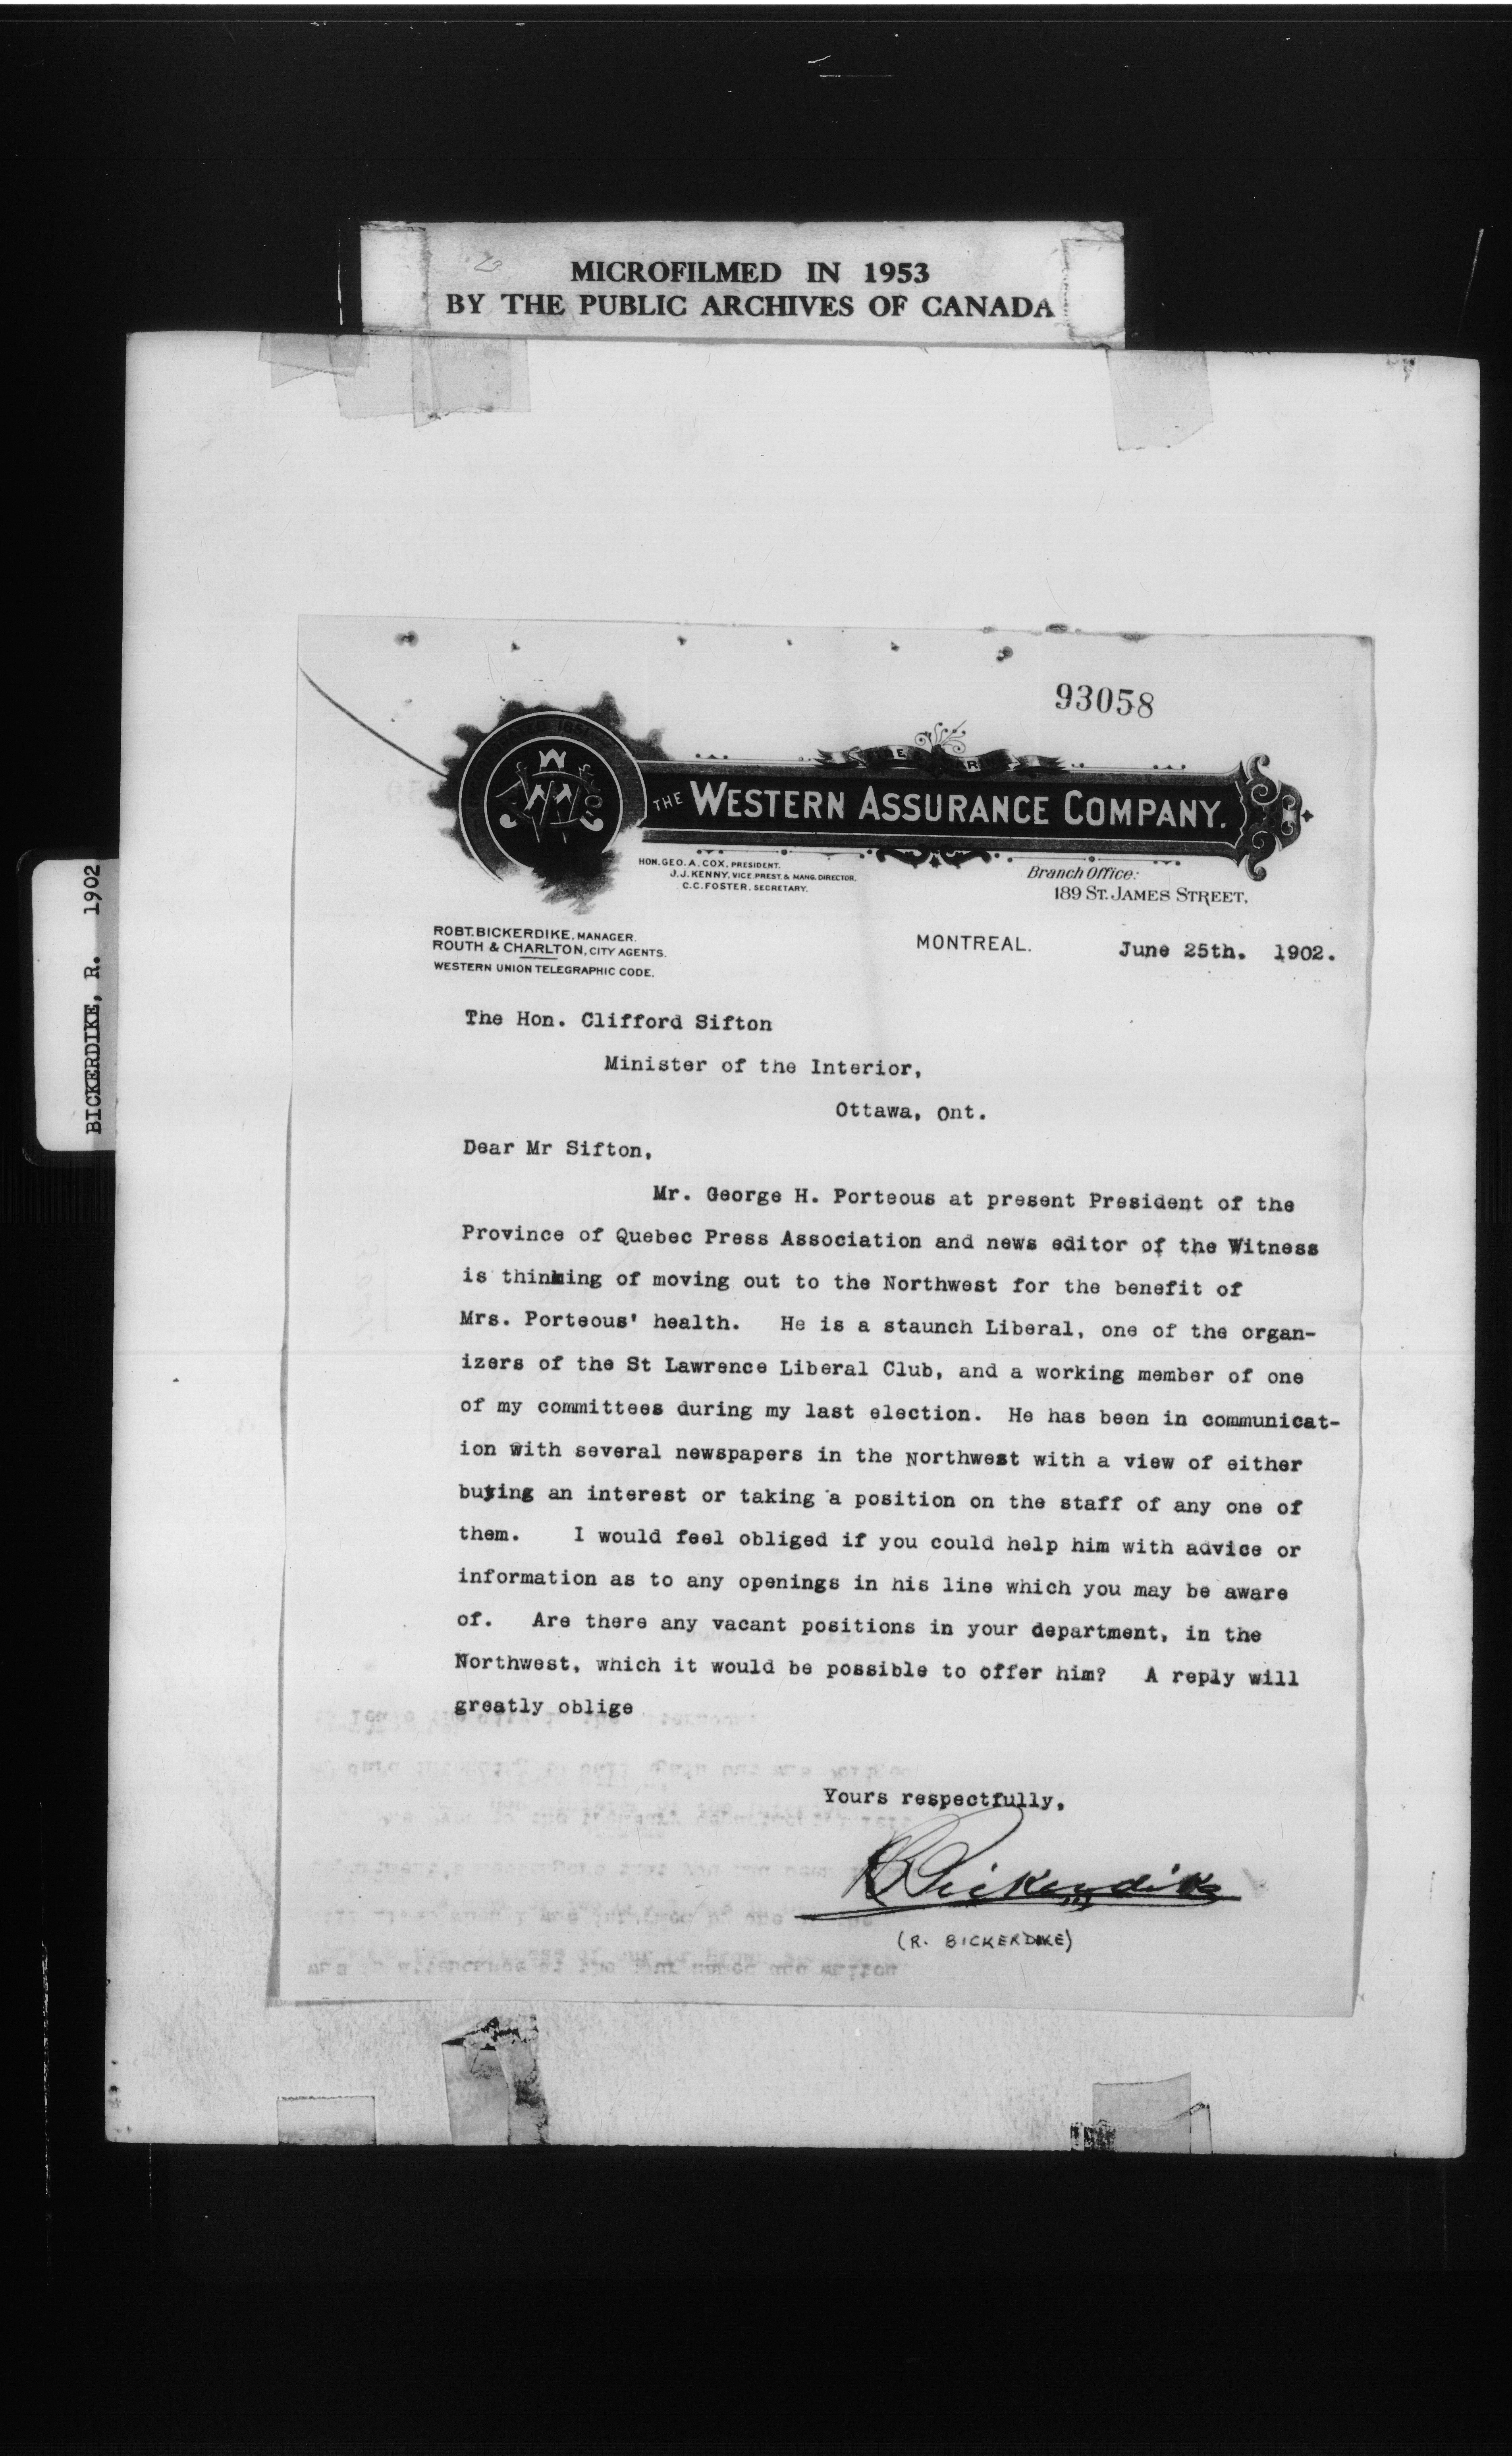 MICROFILMED IN 1953
BY THE PUBLIC ARCHIVES OF CANADA
BICKERDIKE, R. 1902
93058
THE WESTERN ASSURANCE COMPANY.
HON. GEO. A. COX, PRESIDENT.
J. J. KENNY, VICE PREST. & MANG. DIRECTOR.
C. C. FOSTER, SECRETARY.
Branch Office:
189 ST. JAMES STREET,
ROBT. BICKERDIKE, MANAGER.
ROUTH & CHARLTON, CITY AGENTS.
WESTERN UNION TELEGRAPHIC CODE.
MONTREAL. June 25th. 1902.
The Hon. Clifford Sifton
Minister of the Interior,
Ottawa, Ont.
Dear Mr Sifton,
Mr. George H. Porteous at present President of the
Province of Quebec Press Association and news editor of the Witness
is thinking of moving out to the Northwest for the benefit of
Mrs. Porteous' health. He is a staunch Liberal, one of the organ-
izers of the St Lawrence Liberal Club, and a working member of one
of my committees during my last election. He has been in communicat-
ion with several newspapers in the Northwest with a view of either
buying an interest or taking a position on the staff of any one of
them. I would feel obliged if you could help him with advice or
information as to any openings in his line which you may be aware
of. Are there any vacant positions in your department, in the
Northwest, which it would be possible to offer him? A reply will
greatly oblige
Yours respectfully,
R Bickerdike
(R. BICKERDIKE)